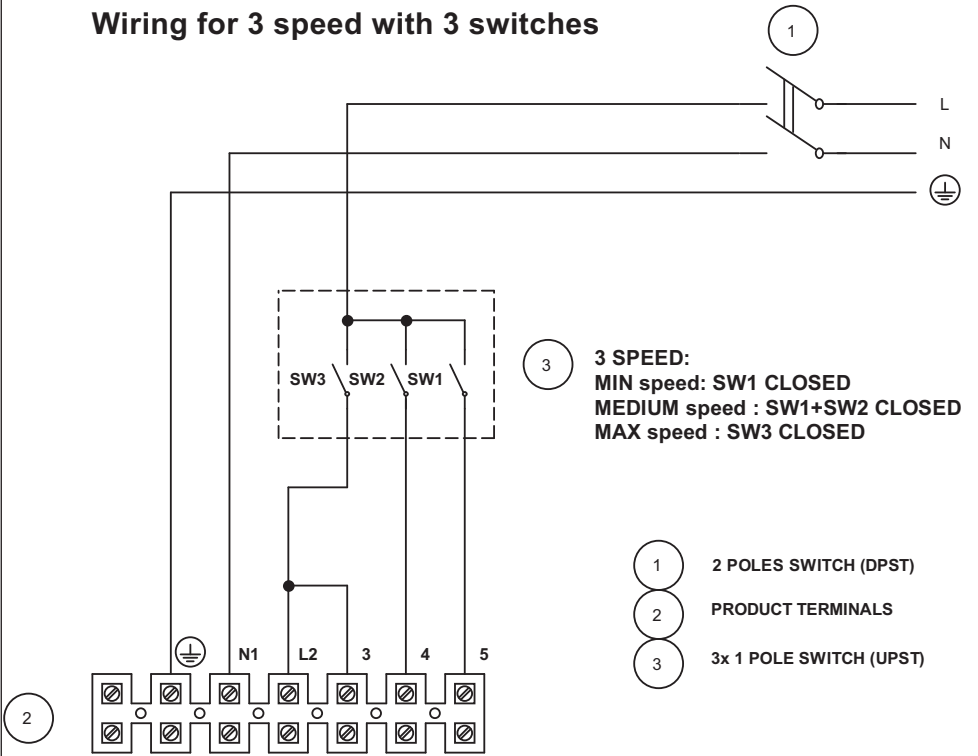 Wiring for 3 speed with 3 switches
1
L
N
SW3 SW2 SW1
3
3 SPEED:
MIN speed: SW1 CLOSED
MEDIUM speed : SW1+SW2 CLOSED
MAX speed : SW3 CLOSED
1 2 POLES SWITCH (DPST)
2 PRODUCT TERMINALS
3 3x 1 POLE SWITCH (UPST)
N1 L2 3 4 5
2